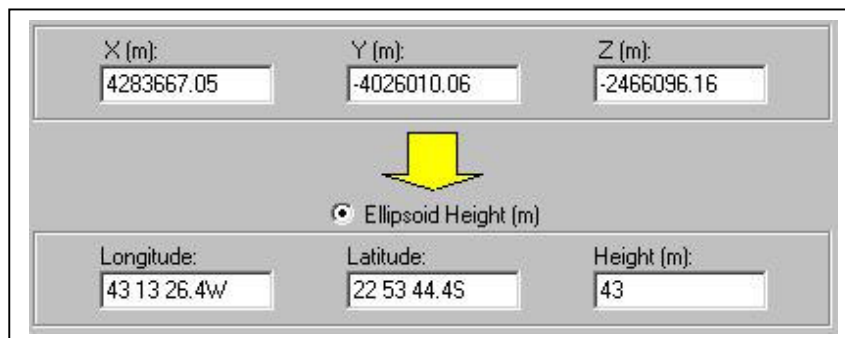 X (m): Y (m): Z (m):
4283667.05 -4026010.06 -2466096.16
Ellipsoid Height (m)
Longitude: Latitude: Height (m):
43 13 26.4W 22 53 44.4S 43